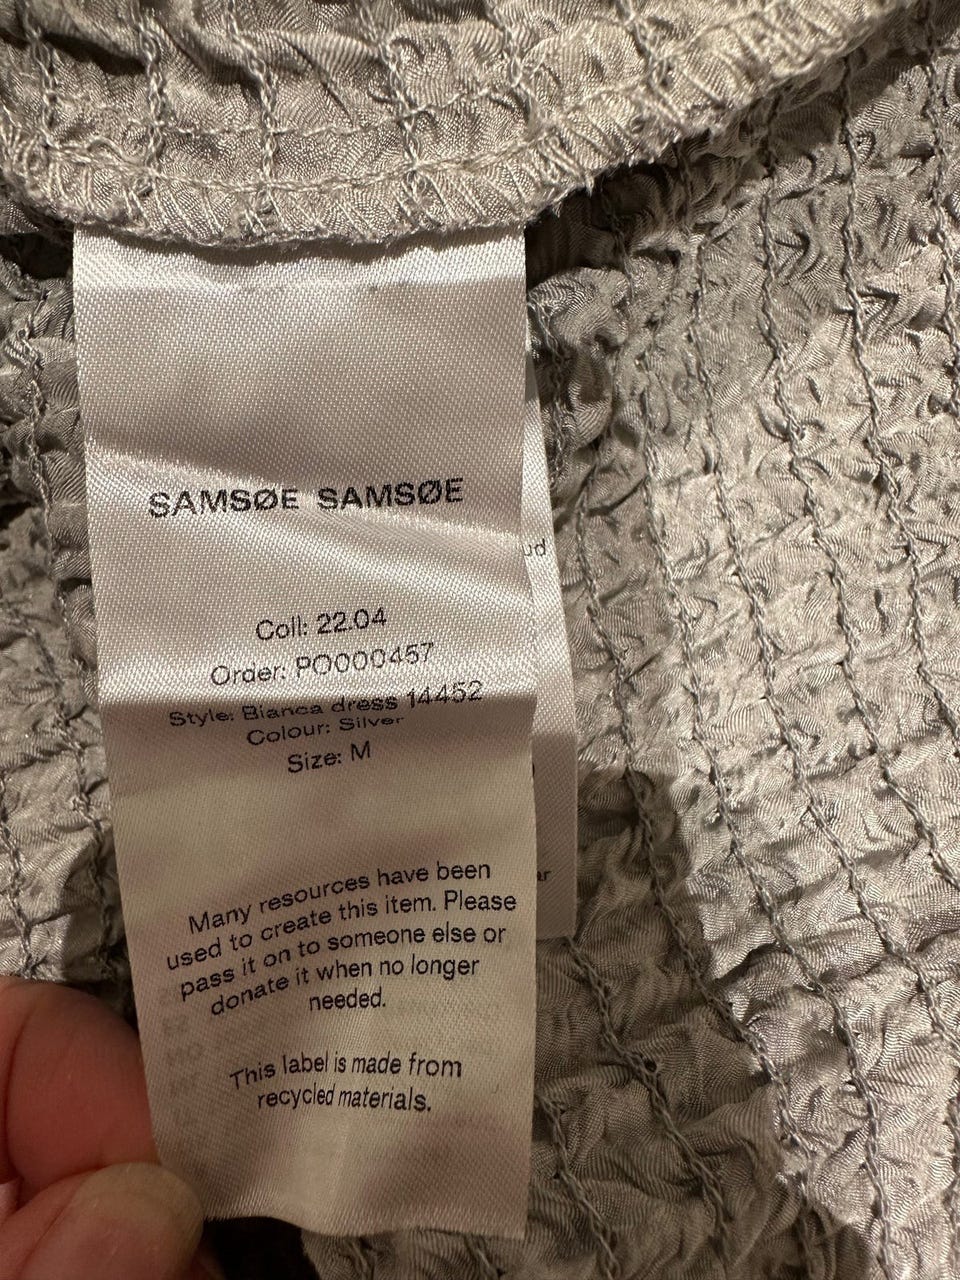 SAMSØE SAMSØE
Coll: 22.04
Order: PO000457
Style: Bianca dress 14452
Colour: Silver
Size: M
Many resources have been
used to create this item. Please
pass it on to someone else or
donate it when no longer
needed.
This label is made from
recycled materials.